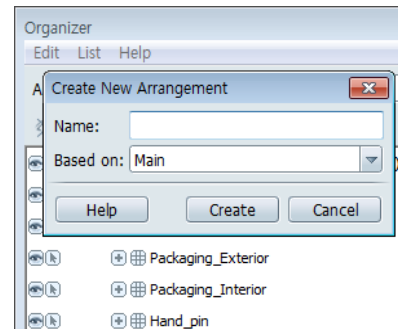 Organizer
Edit List Help
A
Create New Arrangement
Name:
Based on: Main
Help Create Cancel
Packaging_Exterior
Packaging_Interior
Hand_pin